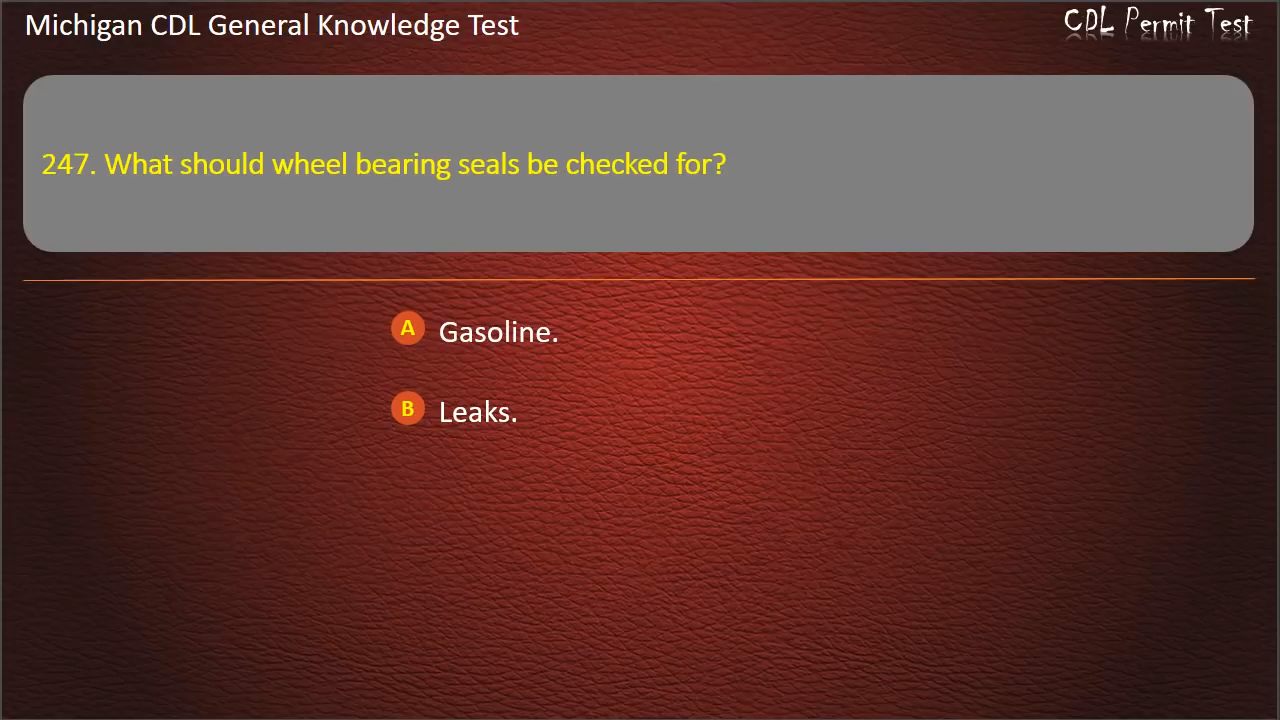 Michigan CDL General Knowledge Test
CDL Permit Test
247. What should wheel bearing seals be checked for?
A Gasoline.
B Leaks.